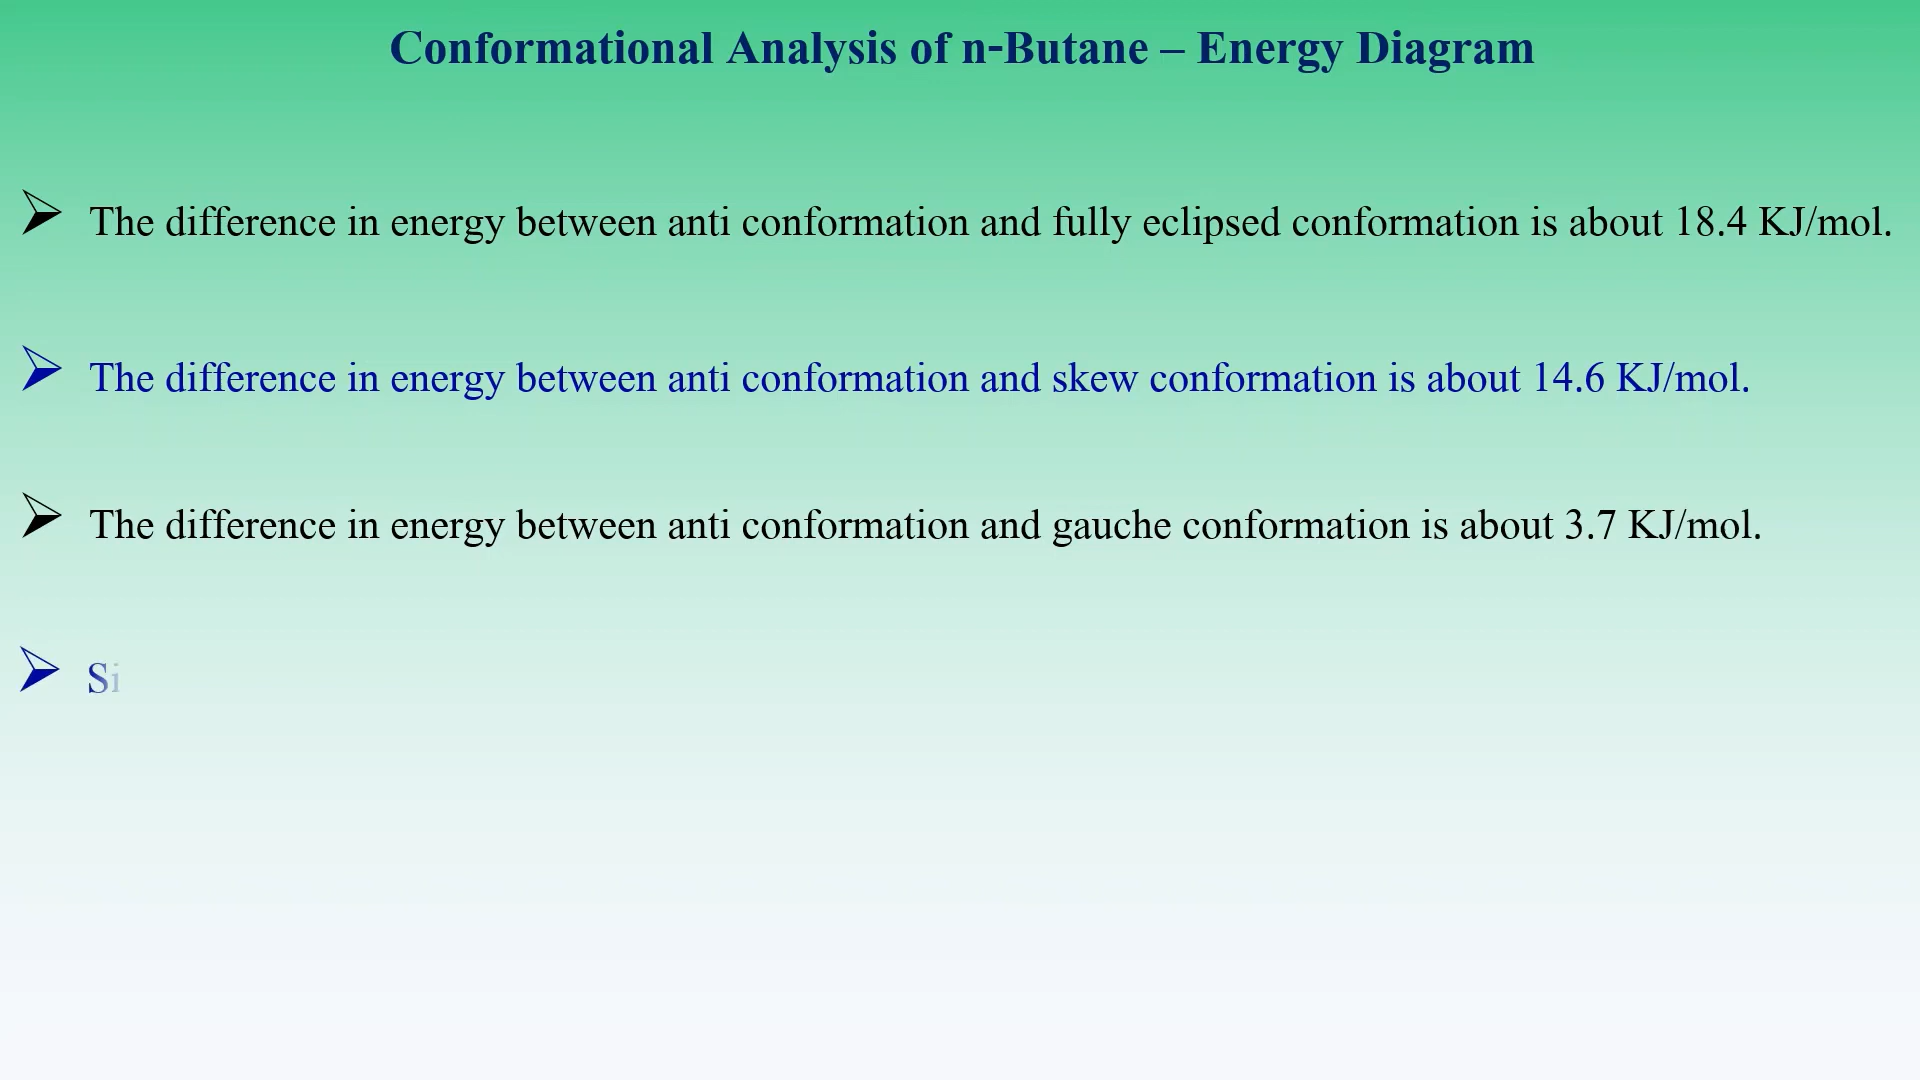 Conformational Analysis of n-Butane – Energy Diagram
The difference in energy between anti conformation and fully eclipsed conformation is about 18.4 KJ/mol.
The difference in energy between anti conformation and skew conformation is about 14.6 KJ/mol.
The difference in energy between anti conformation and gauche conformation is about 3.7 KJ/mol.
Si